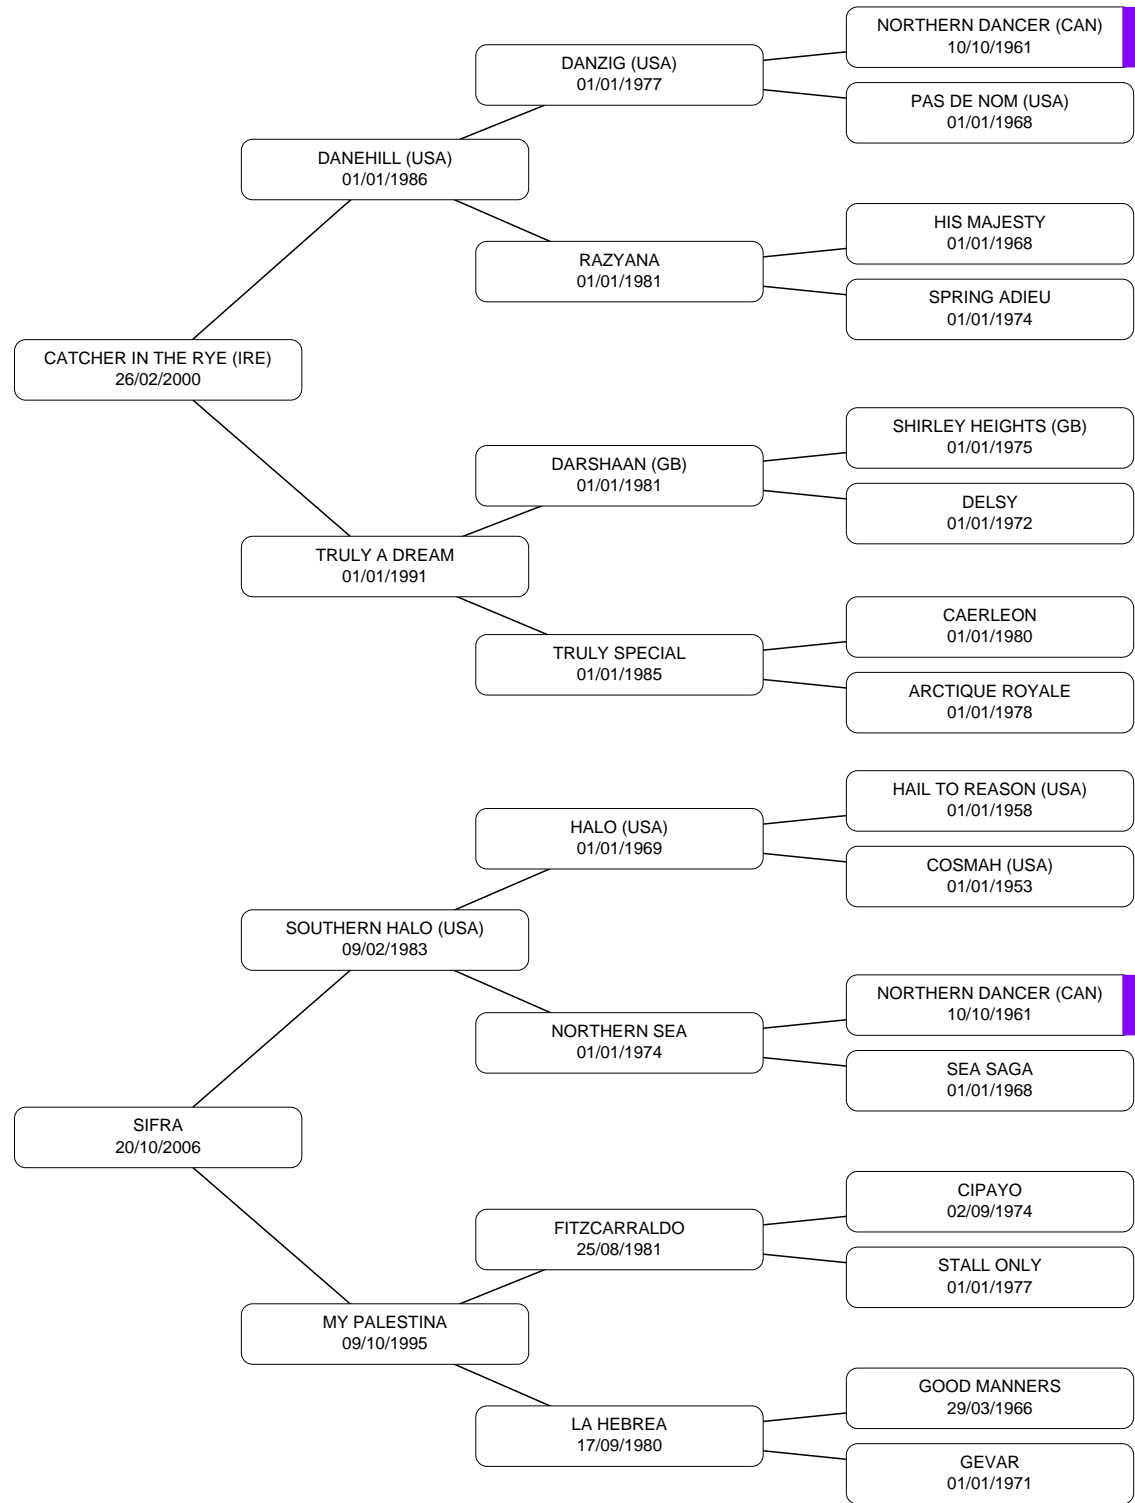 NORTHERN DANCER (CAN)
10/10/1961
DANZIG (USA)
01/01/1977
PAS DE NOM (USA)
01/01/1968
DANEHILL (USA)
01/01/1986
HIS MAJESTY
01/01/1968
RAZYANA
01/01/1981
SPRING ADIEU
01/01/1974
CATCHER IN THE RYE (IRE)
26/02/2000
SHIRLEY HEIGHTS (GB)
01/01/1975
DARSHAAN (GB)
01/01/1981
DELSY
01/01/1972
TRULY A DREAM
01/01/1991
CAERLEON
01/01/1980
TRULY SPECIAL
01/01/1985
ARCTIQUE ROYALE
01/01/1978
HAIL TO REASON (USA)
01/01/1958
HALO (USA)
01/01/1969
COSMAH (USA)
01/01/1953
SOUTHERN HALO (USA)
09/02/1983
NORTHERN DANCER (CAN)
10/10/1961
NORTHERN SEA
01/01/1974
SEA SAGA
01/01/1968
SIFRA
20/10/2006
CIPAYO
02/09/1974
FITZCARRALDO
25/08/1981
STALL ONLY
01/01/1977
MY PALESTINA
09/10/1995
GOOD MANNERS
29/03/1966
LA HEBREA
17/09/1980
GEVAR
01/01/1971